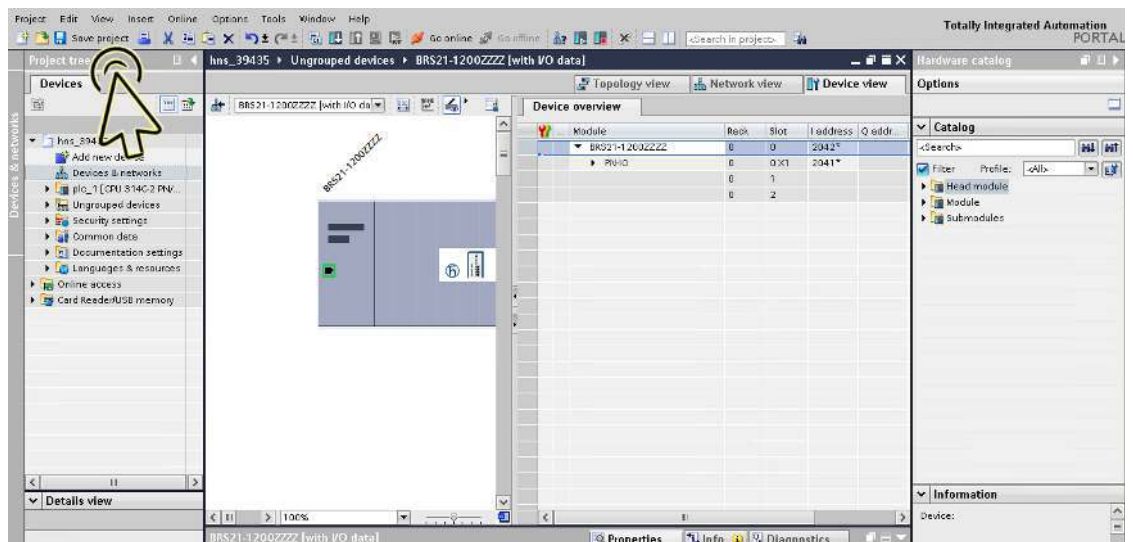 Project Edit View Insert Online Options Tools Window Help
Totally Integrated Automation
PORTAL
Save project
Go online
Go offline
<Search in project>
Project tree
hns_39435 ▸ Ungrouped devices ▸ BRS21-1200ZZZZ [with I/O data]
Hardware catalog
Devices
Topology view
Network view
Device view
Options
Devices & networks
BRS21-1200ZZZZ [with I/O da
Device overview
Module Rack Slot I address Q addr...
BRS21-1200ZZZZ 0 0 2042*
PN-IO 0 0 X1 2041*
0 1
0 2
Catalog
<Search>
Filter Profile: <All>
Head module
Module
Submodules
Add new
Devices & networks
plc_1 [CPU 314C-2 PN/...
Ungrouped devices
Security settings
Common data
Documentation settings
Languages & resources
Online access
Card Reader/USB memory
BRS21-1200ZZZZ
Details view
100%
Information
Device:
BRS21-1200ZZZZ [with I/O data]
Properties
Info
Diagnostics